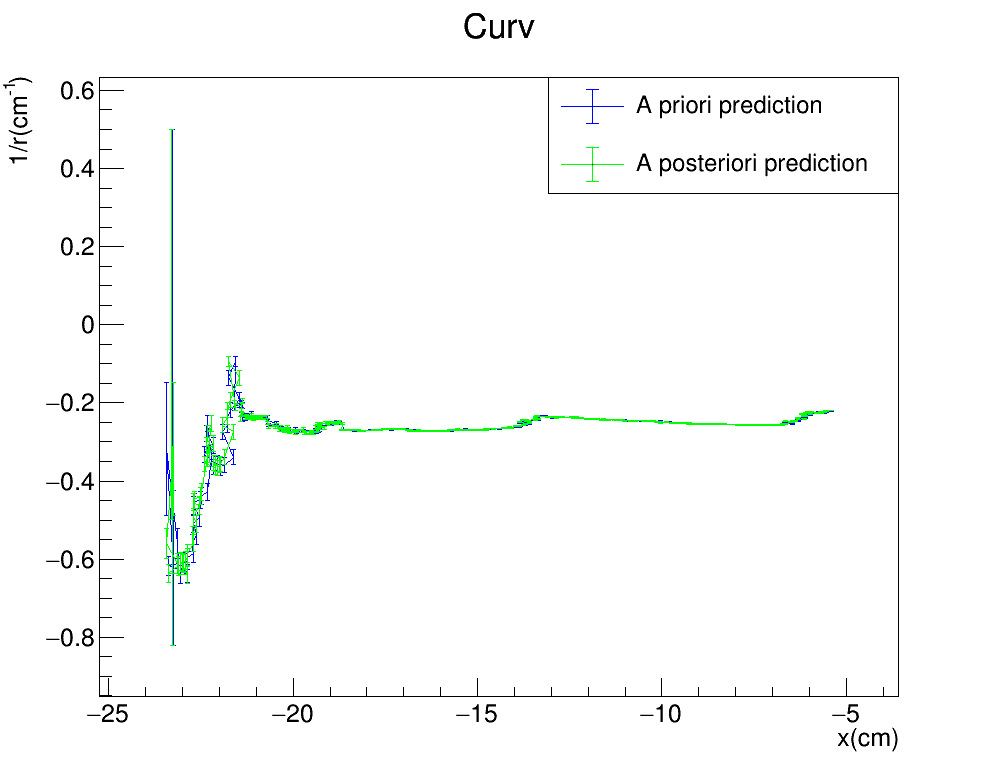 Curv
1/r(cm⁻¹)
A priori prediction
A posteriori prediction
0.6
0.4
0.2
0
−0.2
−0.4
−0.6
−0.8
−25 −20 −15 −10 −5
x(cm)